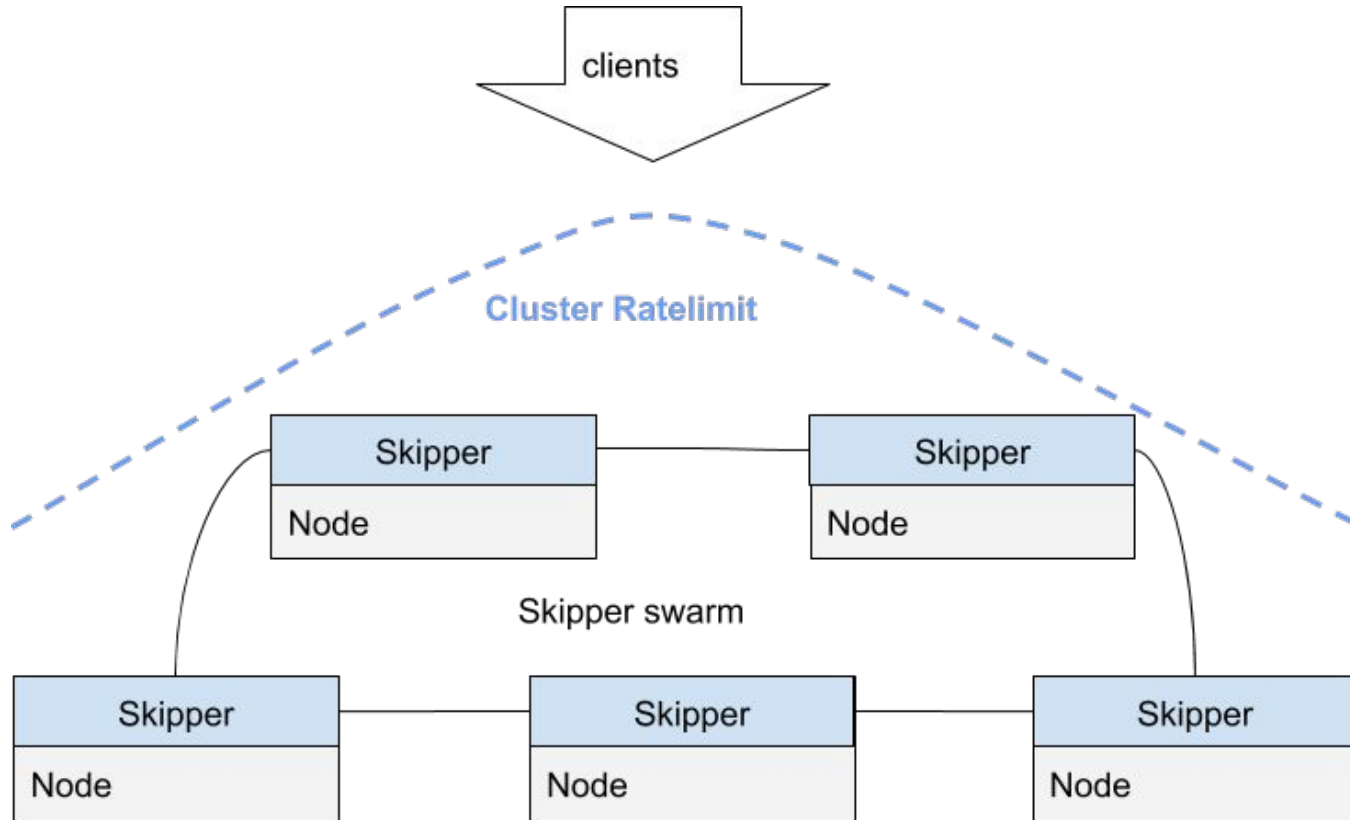 clients
Cluster Ratelimit
Skipper
Skipper
Node
Node
Skipper swarm
Skipper
Skipper
Skipper
Node
Node
Node